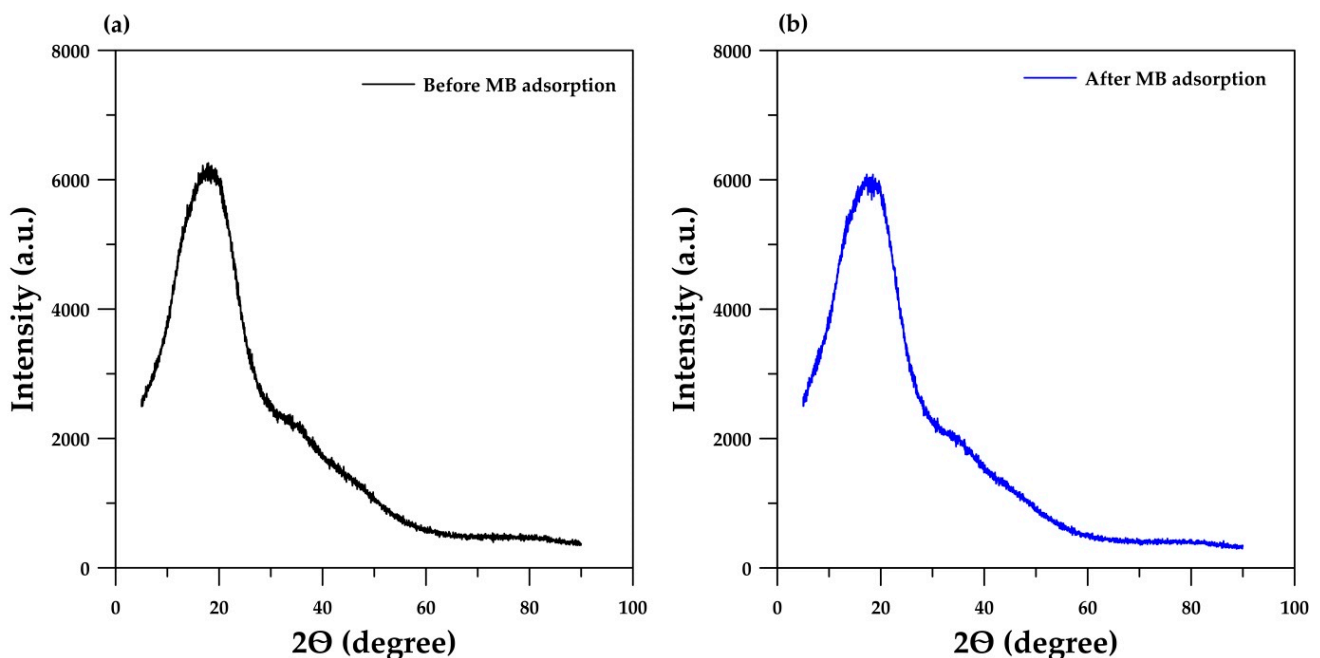 (a)
8000
Before MB adsorption
6000
4000
2000
0
Intensity (a.u.)
0 20 40 60 80 100
2Θ (degree)
(b)
8000
After MB adsorption
6000
4000
2000
0
Intensity (a.u.)
0 20 40 60 80 100
2Θ (degree)